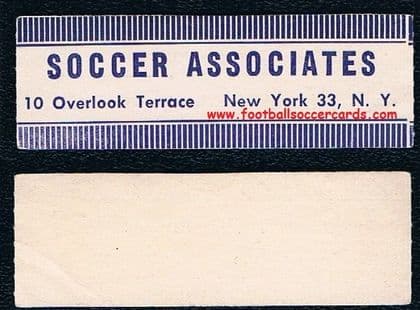 SOCCER ASSOCIATES
10 Overlook Terrace New York 33, N. Y.
www.footballsoccercards.com